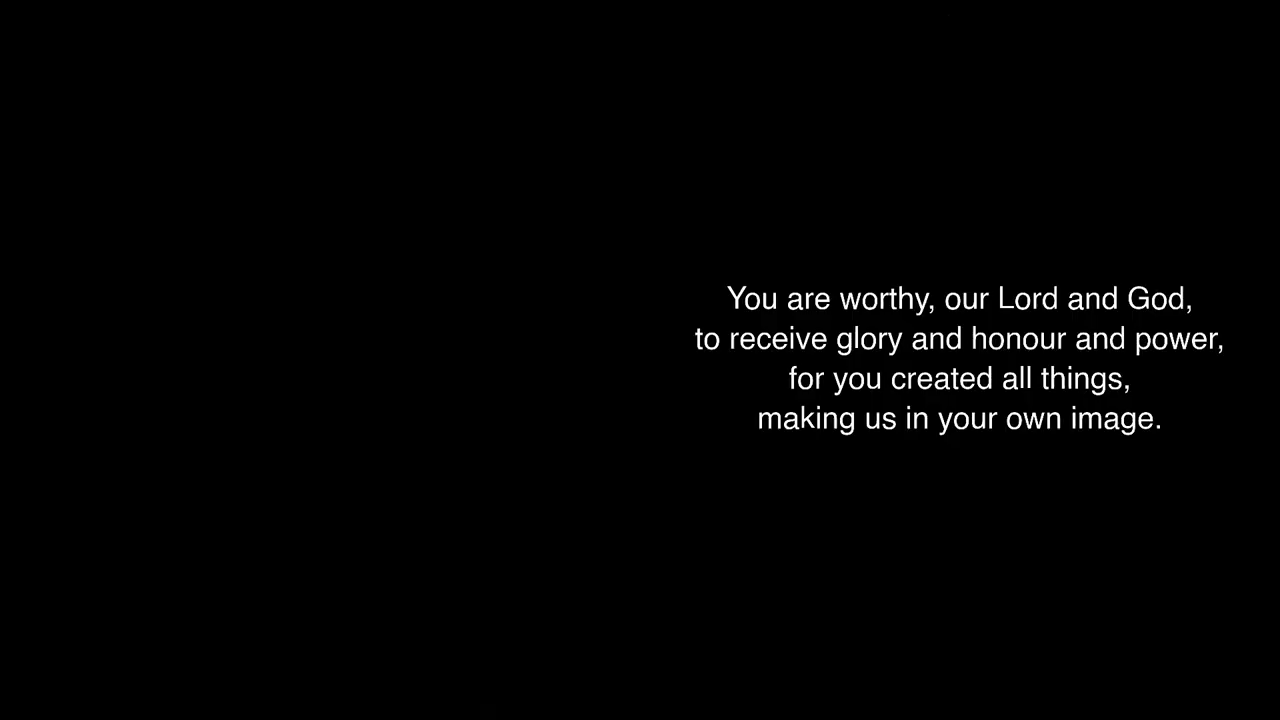 You are worthy, our Lord and God,
to receive glory and honour and power,
for you created all things,
making us in your own image.